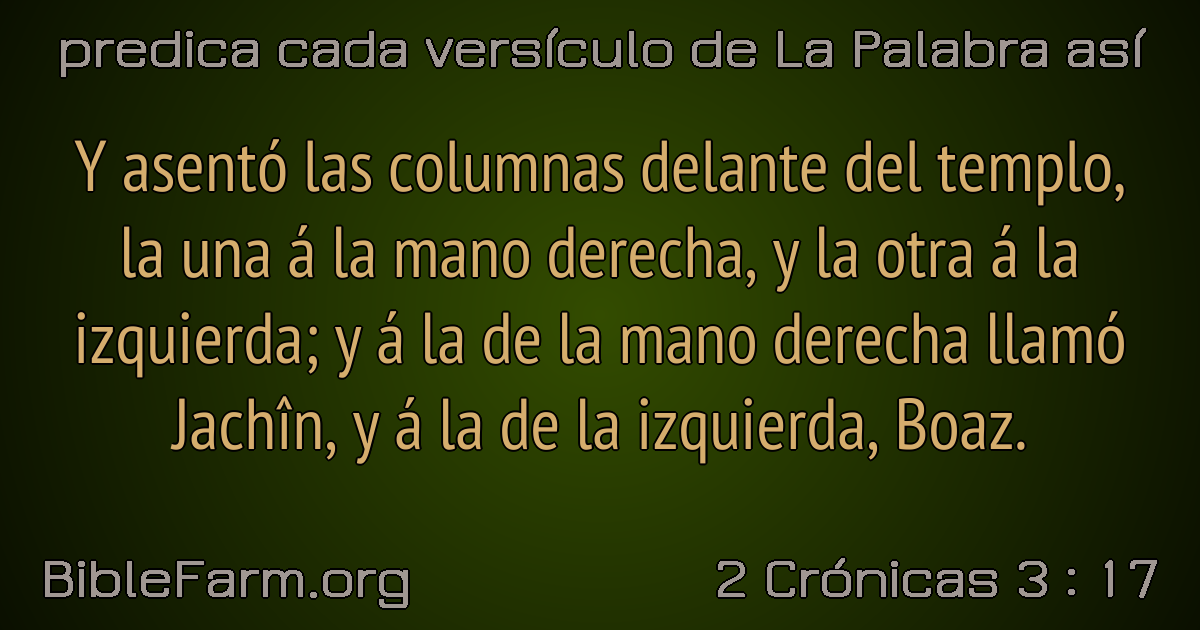 predica cada versículo de La Palabra así
Y asentó las columnas delante del templo,
la una á la mano derecha, y la otra á la
izquierda; y á la de la mano derecha llamó
Jachîn, y á la de la izquierda, Boaz.
BibleFarm.org
2 Crónicas 3 : 17